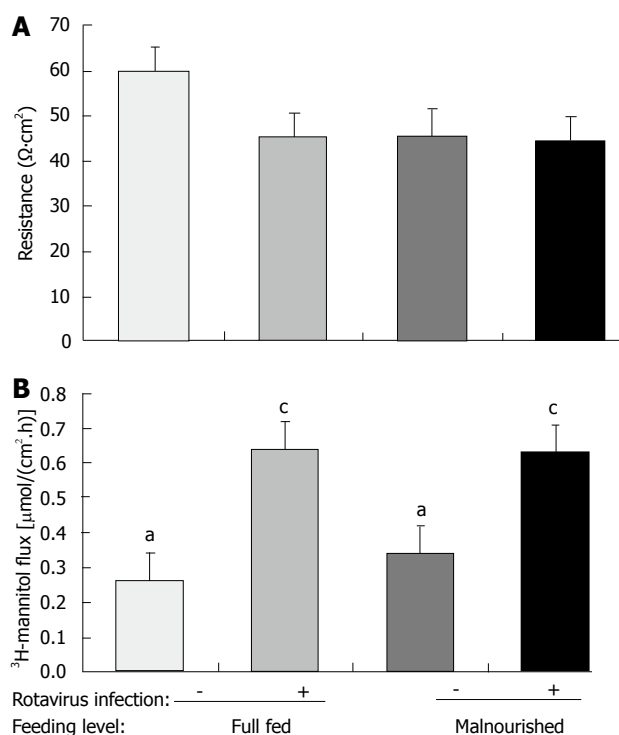 A
70
60
50
40
30
20
10
0
Resistance (Ω·cm²)
B
0.8
0.7
0.6
0.5
0.4
0.3
0.2
0.1
0.0
³H-mannitol flux [μmol/(cm².h)]
a
c
a
c
Rotavirus infection: - + - +
Feeding level: Full fed Malnourished